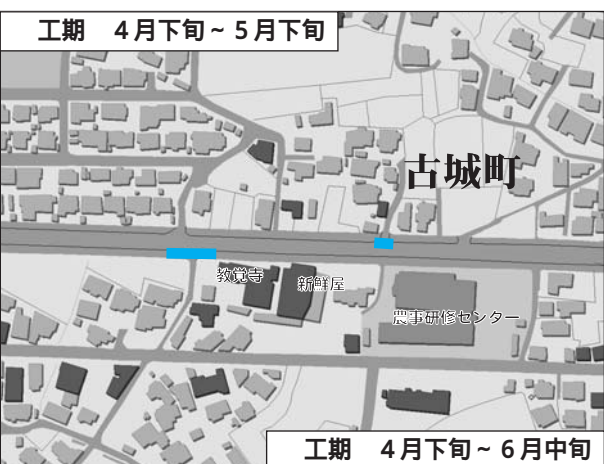 工期　４月下旬～５月下旬
古城町
教覚寺
新鮮屋
農事研修センター
工期　４月下旬～６月中旬